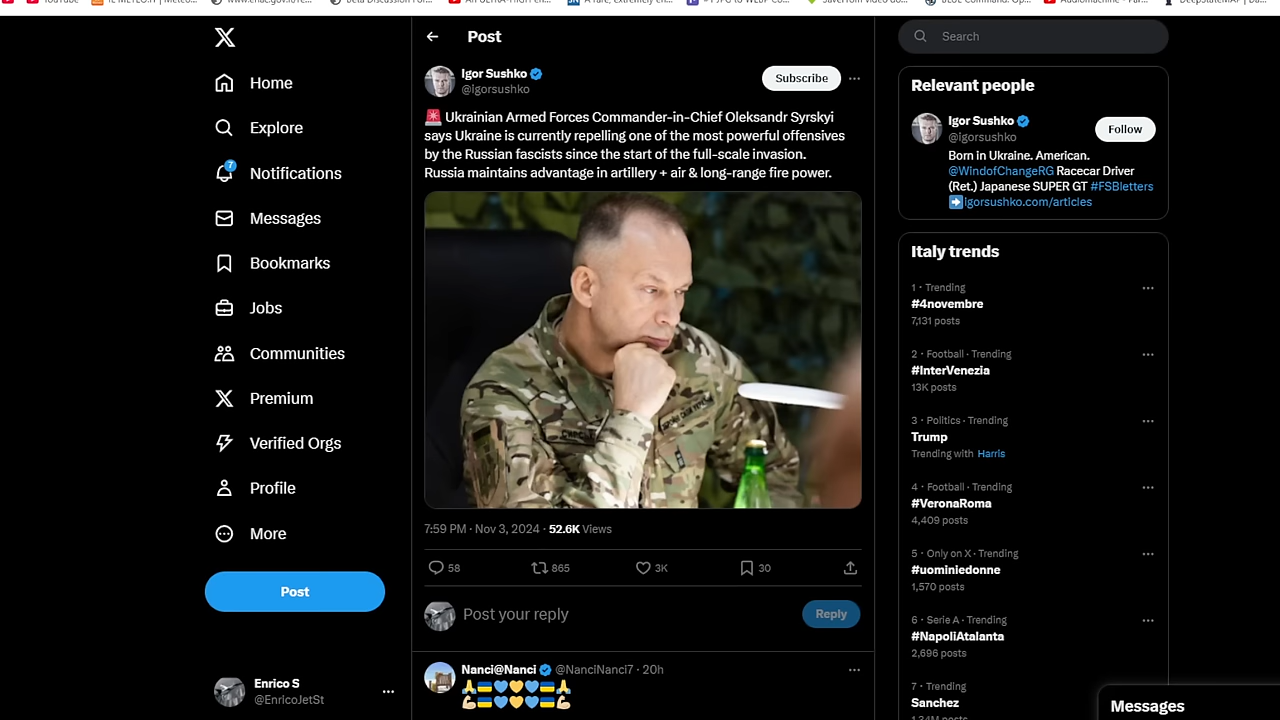 YouTube
Post
Search
Igor Sushko
@igorsushko
Subscribe
Ukrainian Armed Forces Commander-in-Chief Oleksandr Syrskyi
says Ukraine is currently repelling one of the most powerful offensives
by the Russian fascists since the start of the full-scale invasion.
Russia maintains advantage in artillery + air & long-range fire power.
7:59 PM · Nov 3, 2024 · 52.6K Views
58 865 3K 30
Post your reply
Reply
Nanci@Nanci @NanciNanci7 · 20h
Home
Explore
7
Notifications
Messages
Bookmarks
Jobs
Communities
Premium
Verified Orgs
Profile
More
Post
Enrico S
@EnricoJetSt
Relevant people
Igor Sushko
@igorsushko
Follow
Born in Ukraine. American.
@WindofChangeRG Racecar Driver
(Ret.) Japanese SUPER GT #FSBletters
igorsushko.com/articles
Italy trends
1 · Trending
#4novembre
7,131 posts
2 · Football · Trending
#InterVenezia
13K posts
3 · Politics · Trending
Trump
Trending with Harris
4 · Football · Trending
#VeronaRoma
4,409 posts
5 · Only on X · Trending
#uominiedonne
1,570 posts
6 · Serie A · Trending
#NapoliAtalanta
2,696 posts
7 · Trending
Sanchez
Messages